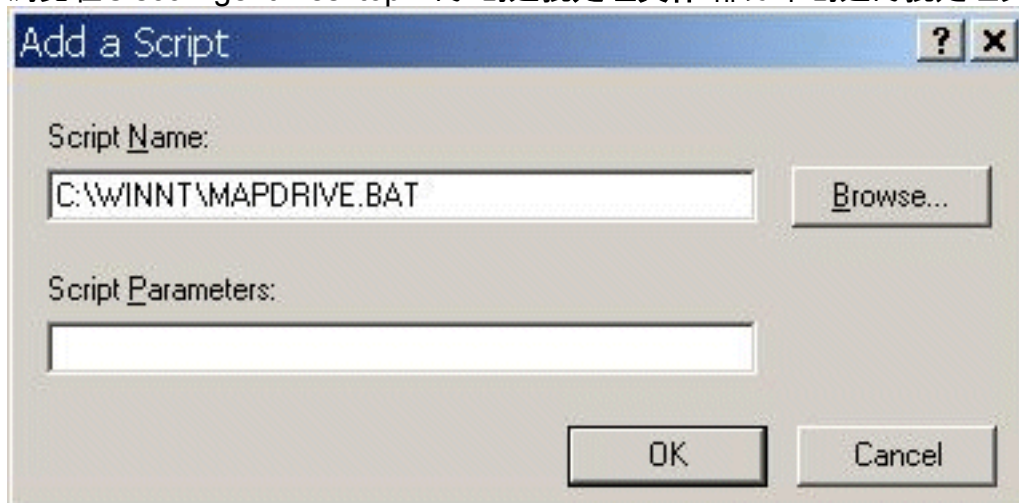 Add a Script
Script Name:
C:\WINNT\MAPDRIVE.BAT
Browse...
Script Parameters:
OK
Cancel